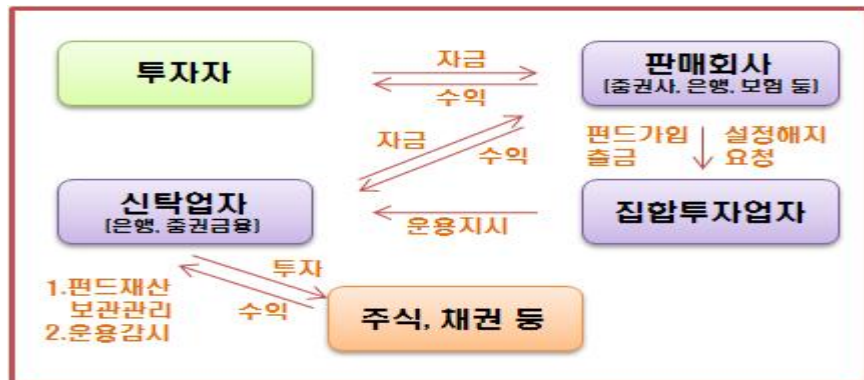 투자자
자금
수익
판매회사
(증권사, 은행, 보험 등)
자금
수익
펀드가입
출금
설정해지
요청
신탁업자
(은행, 증권금융)
운용지시
집합투자업자
1.펀드재산
보관관리
2.운용감시
투자
수익
주식, 채권 등